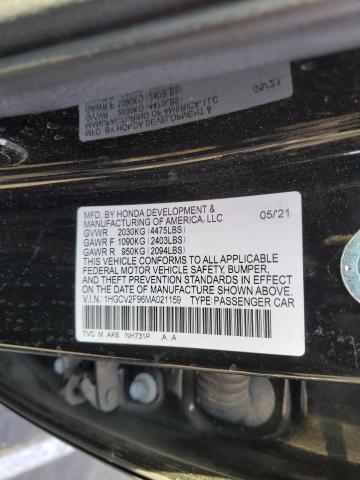 MFD. BY HONDA DEVELOPMENT & 05/21
MANUFACTURING OF AMERICA, LLC
GVWR 2030KG (4475LBS)
GAWR F 1090KG (2403LBS)
GAWR R 950KG (2094LBS)
THIS VEHICLE CONFORMS TO ALL APPLICABLE
FEDERAL MOTOR VEHICLE SAFETY, BUMPER,
AND THEFT PREVENTION STANDARDS IN EFFECT
ON THE DATE OF MANUFACTURE SHOWN ABOVE.
V.I.N.: 1HGCV2F96MA021159 TYPE PASSENGER CAR
TVC M. AK6 NH731P A .A